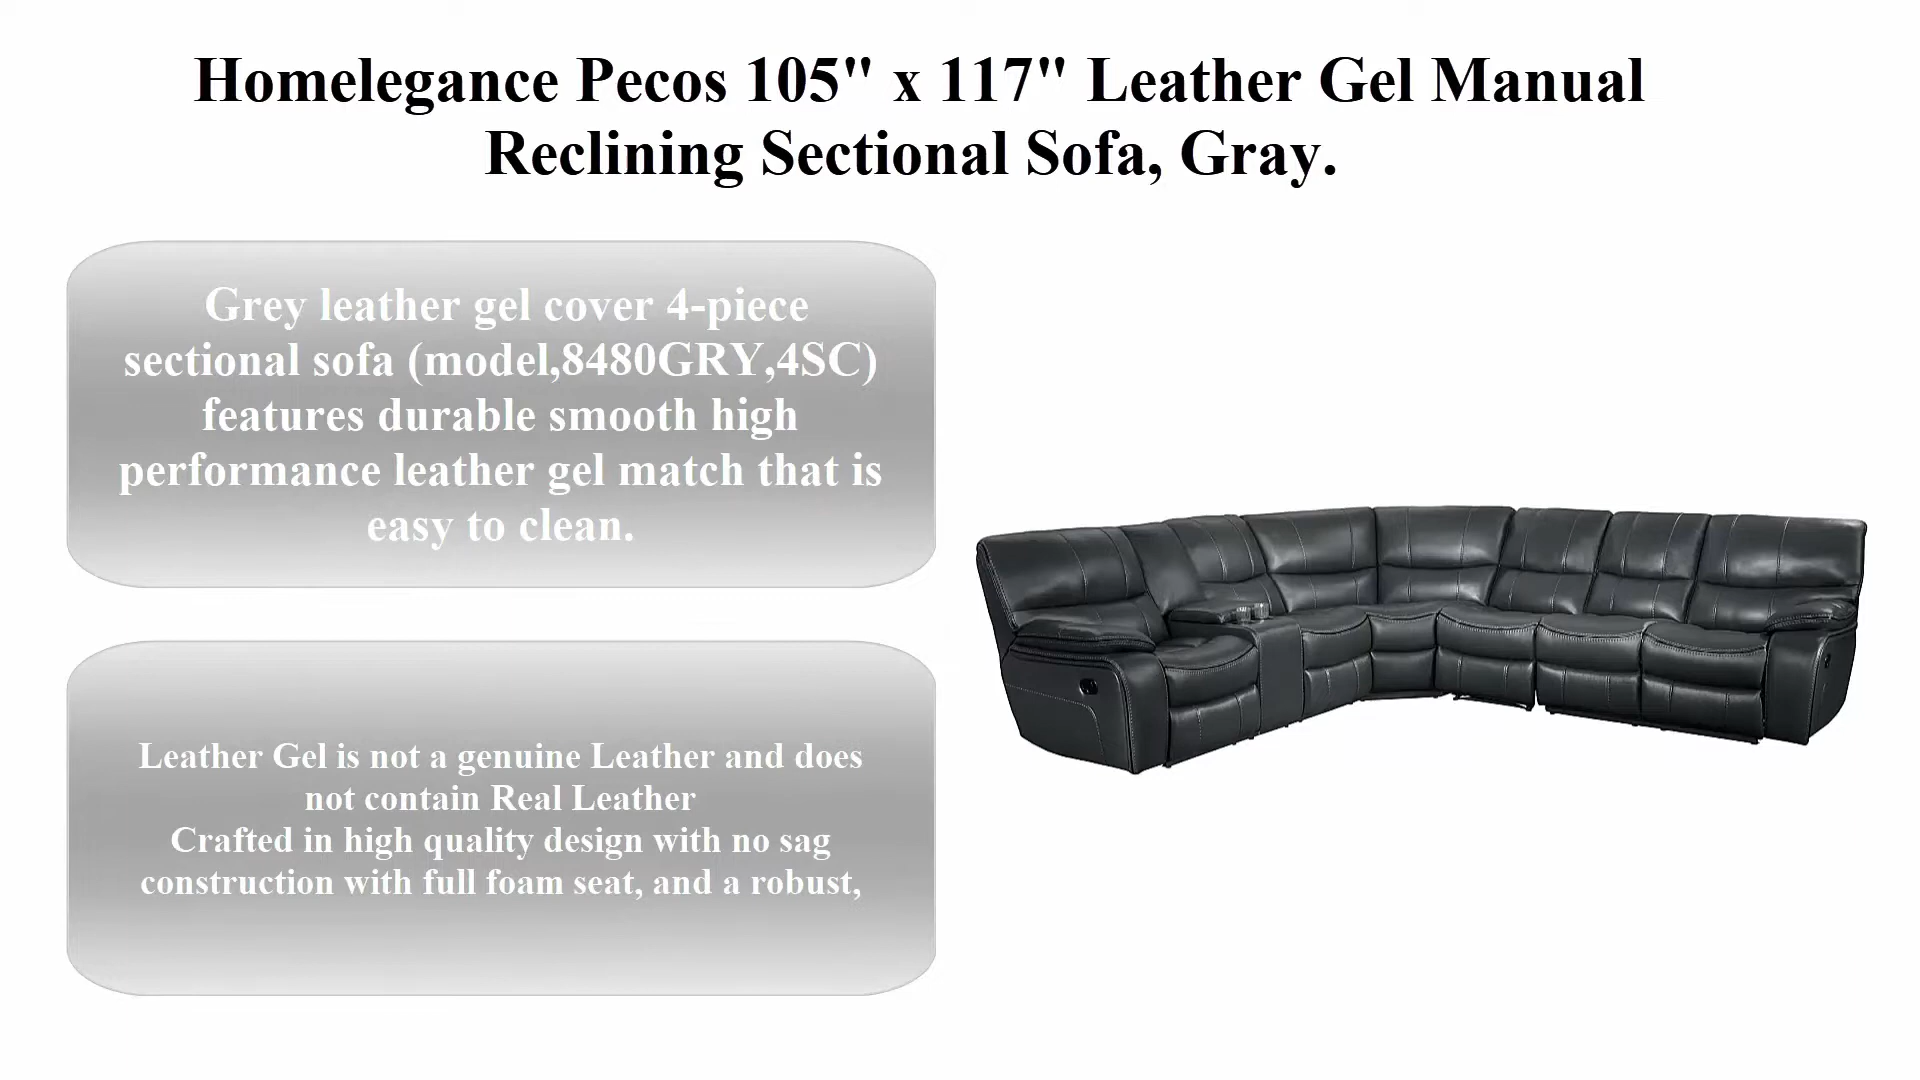 Homelegance Pecos 105" x 117" Leather Gel Manual
Reclining Sectional Sofa, Gray.
Grey leather gel cover 4-piece
sectional sofa (model,8480GRY,4SC)
features durable smooth high
performance leather gel match that is
easy to clean.
Leather Gel is not a genuine Leather and does
not contain Real Leather
Crafted in high quality design with no sag
construction with full foam seat, and a robust,